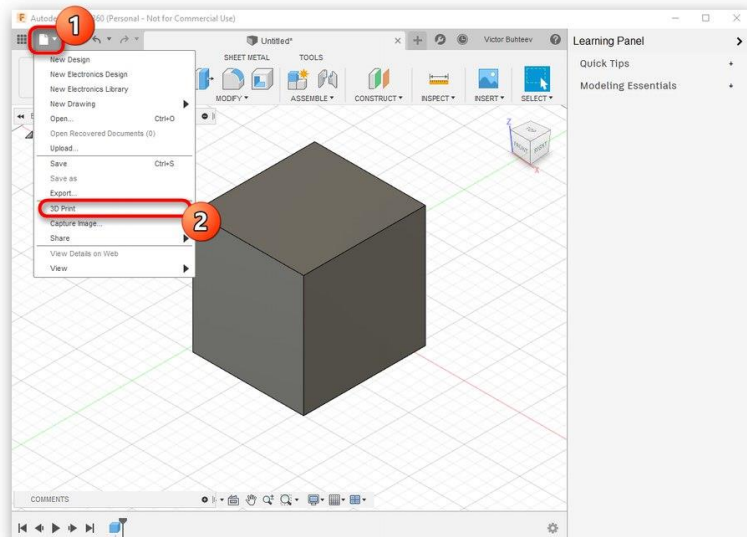 Autodes 60 (Personal - Not for Commercial Use)
1
Untitled*
Victor Buhteev
Learning Panel
Quick Tips
Modeling Essentials
New Design
New Electronics Design
New Electronics Library
New Drawing
Open... Ctrl+O
Open Recovered Documents (0)
Upload...
Save Ctrl+S
Save as
Export...
3D Print
2
Capture Image...
Share
View Details on Web
View
SHEET METAL TOOLS
MODIFY ASSEMBLE CONSTRUCT INSPECT INSERT SELECT
Z
TOP
FRONT RIGHT
X
COMMENTS